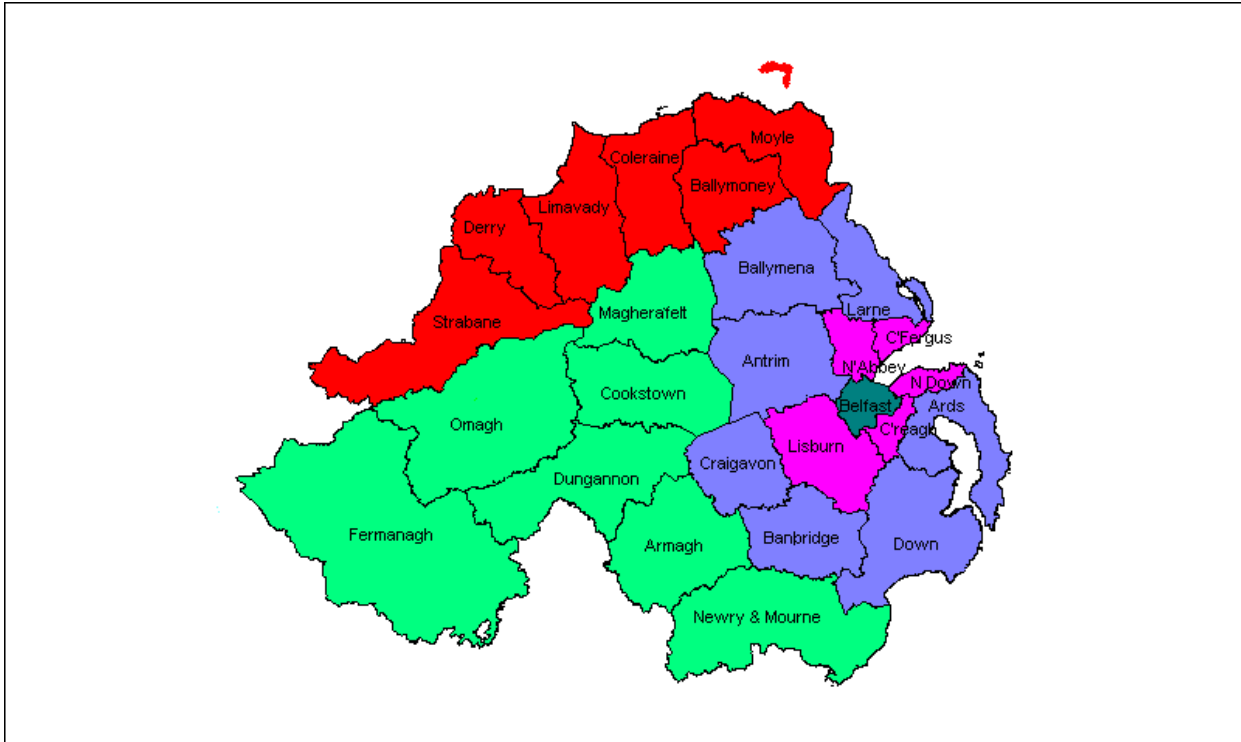 Moyle
Coleraine
Ballymoney
Limavady
Derry
Ballymena
Larne
Magherafelt
Strabane
C'Fergus
Antrim
N'Abbey
N Down
Cookstown
Belfast
Ards
Omagh
C'reagh
Lisburn
Craigavon
Dungannon
Fermanagh
Banbridge
Down
Armagh
Newry & Mourne